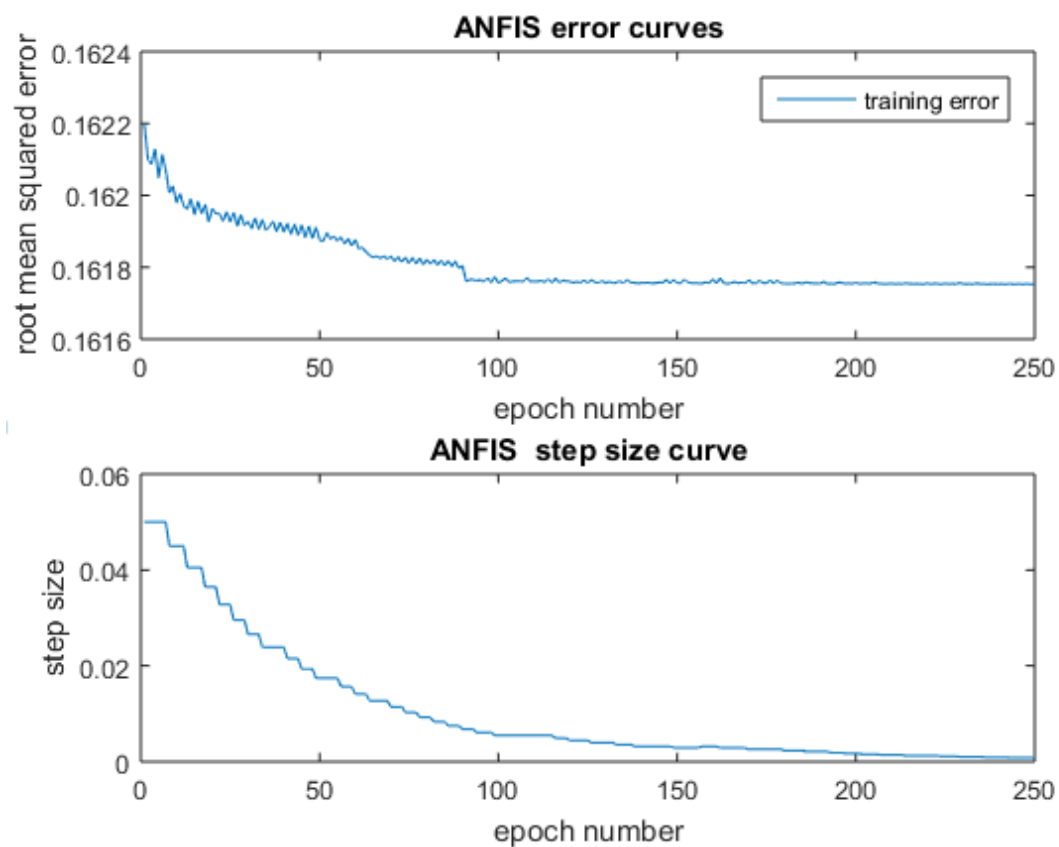 ANFIS error curves
root mean squared error
0.1624
0.1622
0.162
0.1618
0.1616
training error
0 50 100 150 200 250
epoch number
ANFIS step size curve
step size
0.06
0.04
0.02
0
0 50 100 150 200 250
epoch number